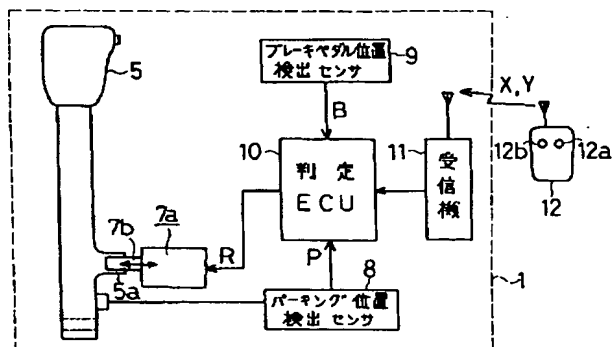 5
ブレーキペダル位置
検出センサ
9
X,Y
B
10
判定
ECU
11
受信機
12b
12a
12
7b
7a
5a
R
P
8
パーキング位置
検出センサ
1